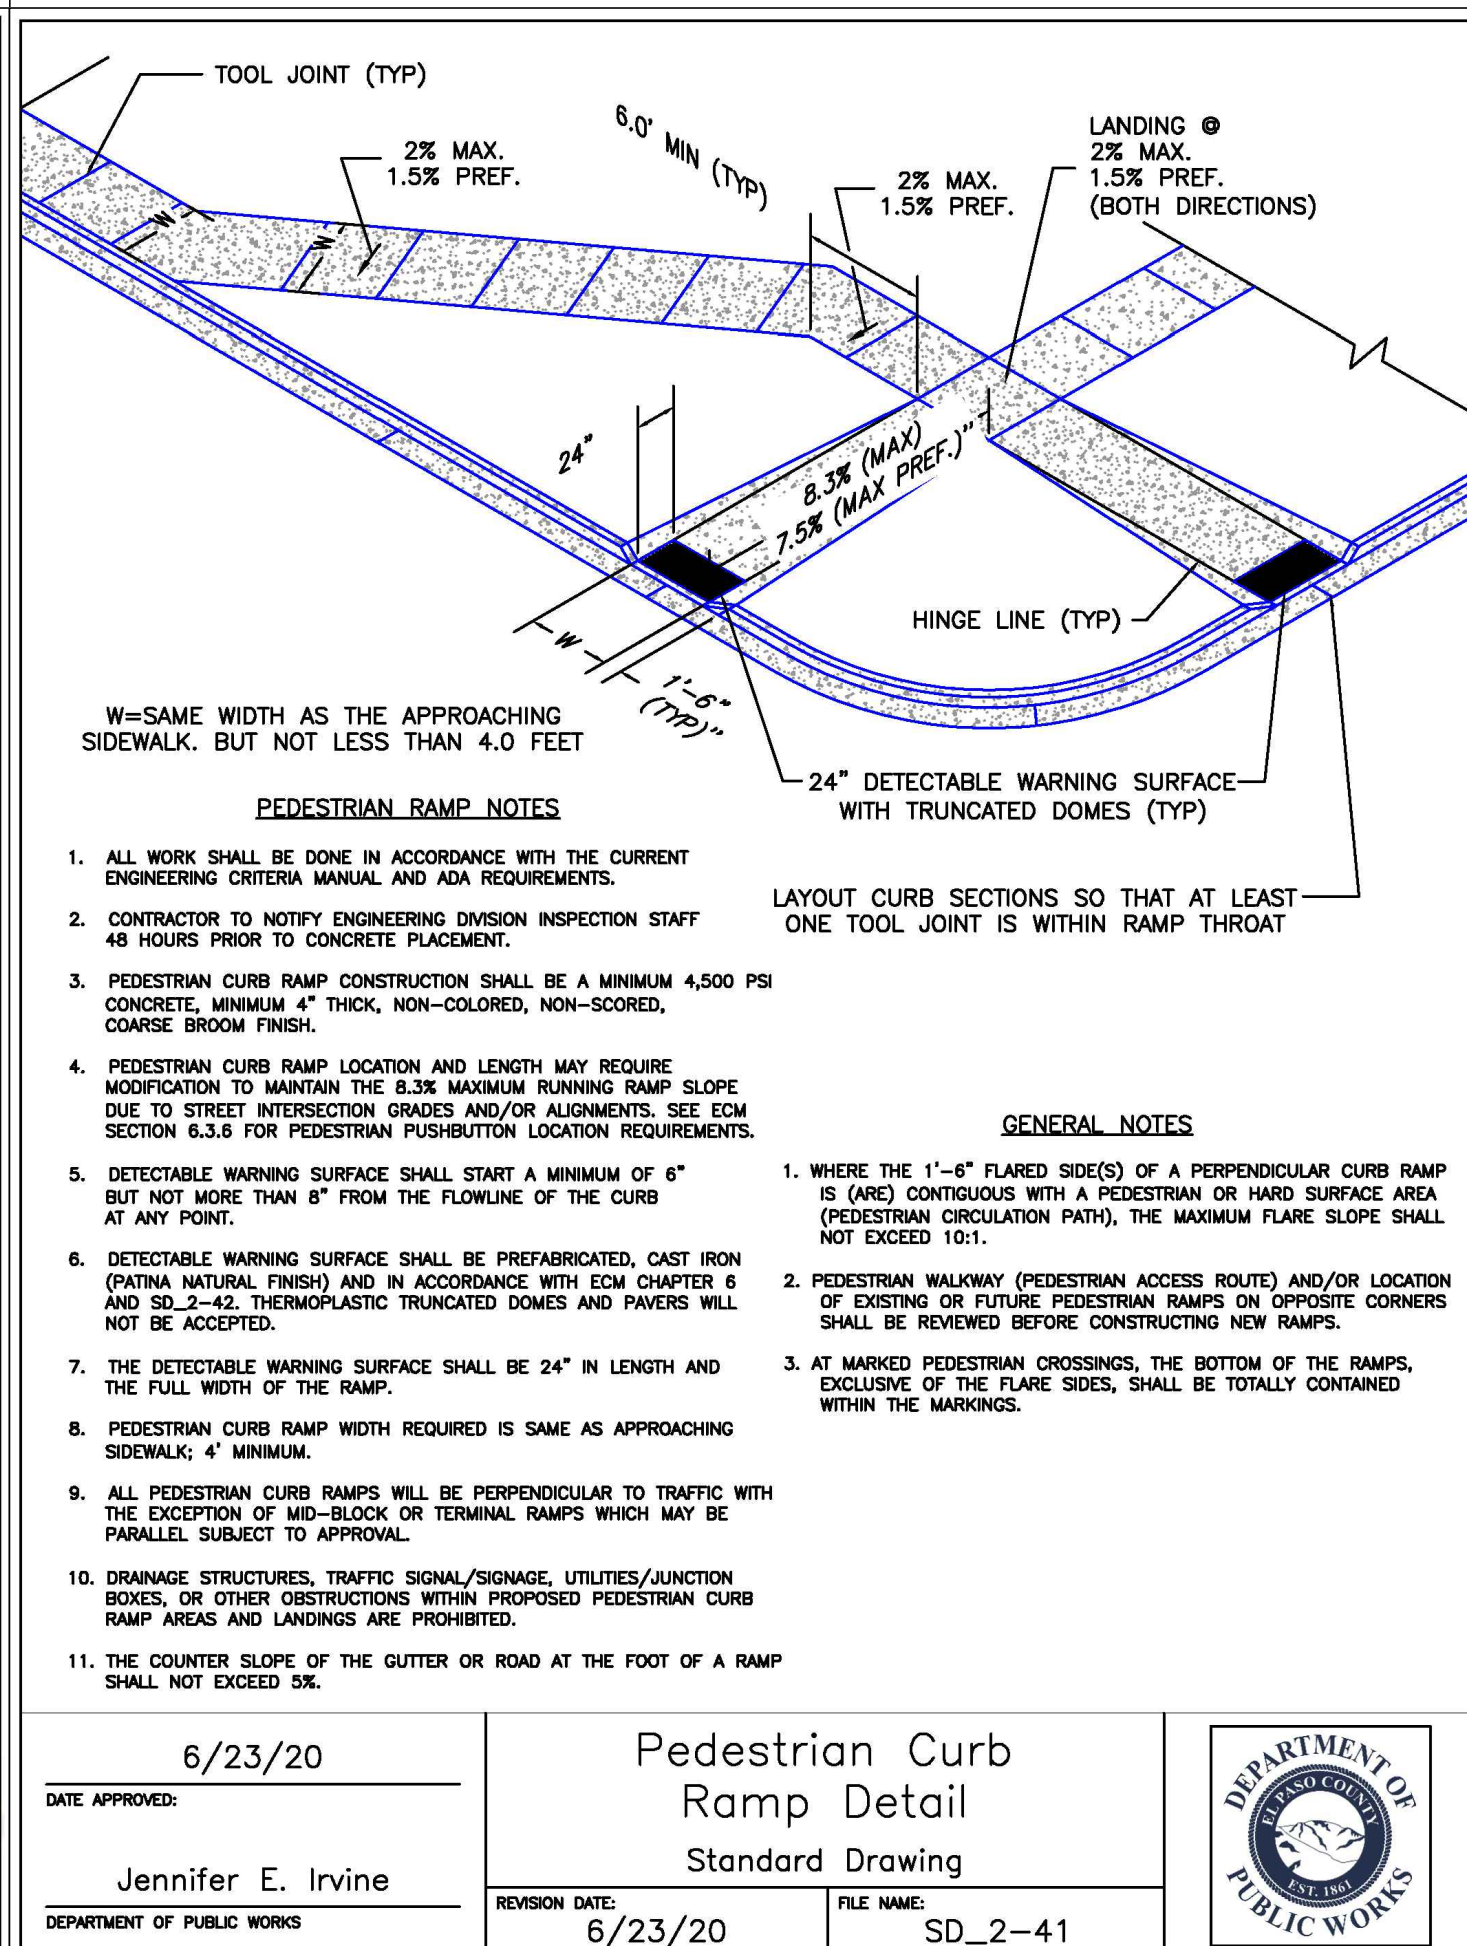 TOOL JOINT (TYP)
2% MAX.
1.5% PREF.
6.0' MIN (TYP)
2% MAX.
1.5% PREF.
LANDING @
2% MAX.
1.5% PREF.
(BOTH DIRECTIONS)
W
W
24"
8.3% (MAX)
7.5% (MAX PREF.)"
HINGE LINE (TYP)
W
1'-6"
(TYP)"
W=SAME WIDTH AS THE APPROACHING
SIDEWALK. BUT NOT LESS THAN 4.0 FEET
24" DETECTABLE WARNING SURFACE
WITH TRUNCATED DOMES (TYP)
LAYOUT CURB SECTIONS SO THAT AT LEAST
ONE TOOL JOINT IS WITHIN RAMP THROAT
PEDESTRIAN RAMP NOTES
1. ALL WORK SHALL BE DONE IN ACCORDANCE WITH THE CURRENT
ENGINEERING CRITERIA MANUAL AND ADA REQUIREMENTS.
2. CONTRACTOR TO NOTIFY ENGINEERING DIVISION INSPECTION STAFF
48 HOURS PRIOR TO CONCRETE PLACEMENT.
3. PEDESTRIAN CURB RAMP CONSTRUCTION SHALL BE A MINIMUM 4,500 PSI
CONCRETE, MINIMUM 4" THICK, NON-COLORED, NON-SCORED,
COARSE BROOM FINISH.
4. PEDESTRIAN CURB RAMP LOCATION AND LENGTH MAY REQUIRE
MODIFICATION TO MAINTAIN THE 8.3% MAXIMUM RUNNING RAMP SLOPE
DUE TO STREET INTERSECTION GRADES AND/OR ALIGNMENTS. SEE ECM
SECTION 6.3.6 FOR PEDESTRIAN PUSHBUTTON LOCATION REQUIREMENTS.
5. DETECTABLE WARNING SURFACE SHALL START A MINIMUM OF 6"
BUT NOT MORE THAN 8" FROM THE FLOWLINE OF THE CURB
AT ANY POINT.
6. DETECTABLE WARNING SURFACE SHALL BE PREFABRICATED, CAST IRON
(PATINA NATURAL FINISH) AND IN ACCORDANCE WITH ECM CHAPTER 6
AND SD_2-42. THERMOPLASTIC TRUNCATED DOMES AND PAVERS WILL
NOT BE ACCEPTED.
7. THE DETECTABLE WARNING SURFACE SHALL BE 24" IN LENGTH AND
THE FULL WIDTH OF THE RAMP.
8. PEDESTRIAN CURB RAMP WIDTH REQUIRED IS SAME AS APPROACHING
SIDEWALK; 4' MINIMUM.
9. ALL PEDESTRIAN CURB RAMPS WILL BE PERPENDICULAR TO TRAFFIC WITH
THE EXCEPTION OF MID-BLOCK OR TERMINAL RAMPS WHICH MAY BE
PARALLEL SUBJECT TO APPROVAL.
10. DRAINAGE STRUCTURES, TRAFFIC SIGNAL/SIGNAGE, UTILITIES/JUNCTION
BOXES, OR OTHER OBSTRUCTIONS WITHIN PROPOSED PEDESTRIAN CURB
RAMP AREAS AND LANDINGS ARE PROHIBITED.
11. THE COUNTER SLOPE OF THE GUTTER OR ROAD AT THE FOOT OF A RAMP
SHALL NOT EXCEED 5%.
GENERAL NOTES
1. WHERE THE 1'-6" FLARED SIDE(S) OF A PERPENDICULAR CURB RAMP
IS (ARE) CONTIGUOUS WITH A PEDESTRIAN OR HARD SURFACE AREA
(PEDESTRIAN CIRCULATION PATH), THE MAXIMUM FLARE SLOPE SHALL
NOT EXCEED 10:1.
2. PEDESTRIAN WALKWAY (PEDESTRIAN ACCESS ROUTE) AND/OR LOCATION
OF EXISTING OR FUTURE PEDESTRIAN RAMPS ON OPPOSITE CORNERS
SHALL BE REVIEWED BEFORE CONSTRUCTING NEW RAMPS.
3. AT MARKED PEDESTRIAN CROSSINGS, THE BOTTOM OF THE RAMPS,
EXCLUSIVE OF THE FLARE SIDES, SHALL BE TOTALLY CONTAINED
WITHIN THE MARKINGS.
6/23/20
DATE APPROVED:
Jennifer E. Irvine
DEPARTMENT OF PUBLIC WORKS
Pedestrian Curb
Ramp Detail
Standard Drawing
REVISION DATE:
6/23/20
FILE NAME:
SD_2-41
DEPARTMENT OF
EL PASO COUNTY
EST. 1861
PUBLIC WORKS